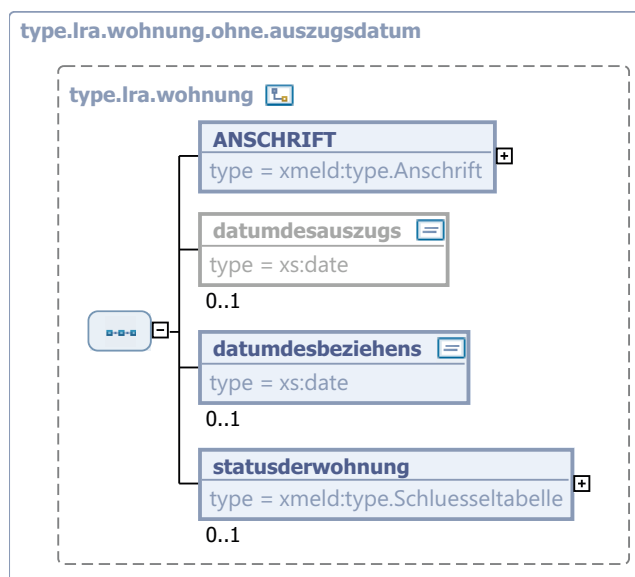 type.lra.wohnung.ohne.auszugsdatum
type.lra.wohnung
ANSCHRIFT
type = xmeld:type.Anschrift
datumdesauszugs
type = xs:date
0..1
datumdesbeziehens
type = xs:date
0..1
statusderwohnung
type = xmeld:type.Schluesseltabelle
0..1